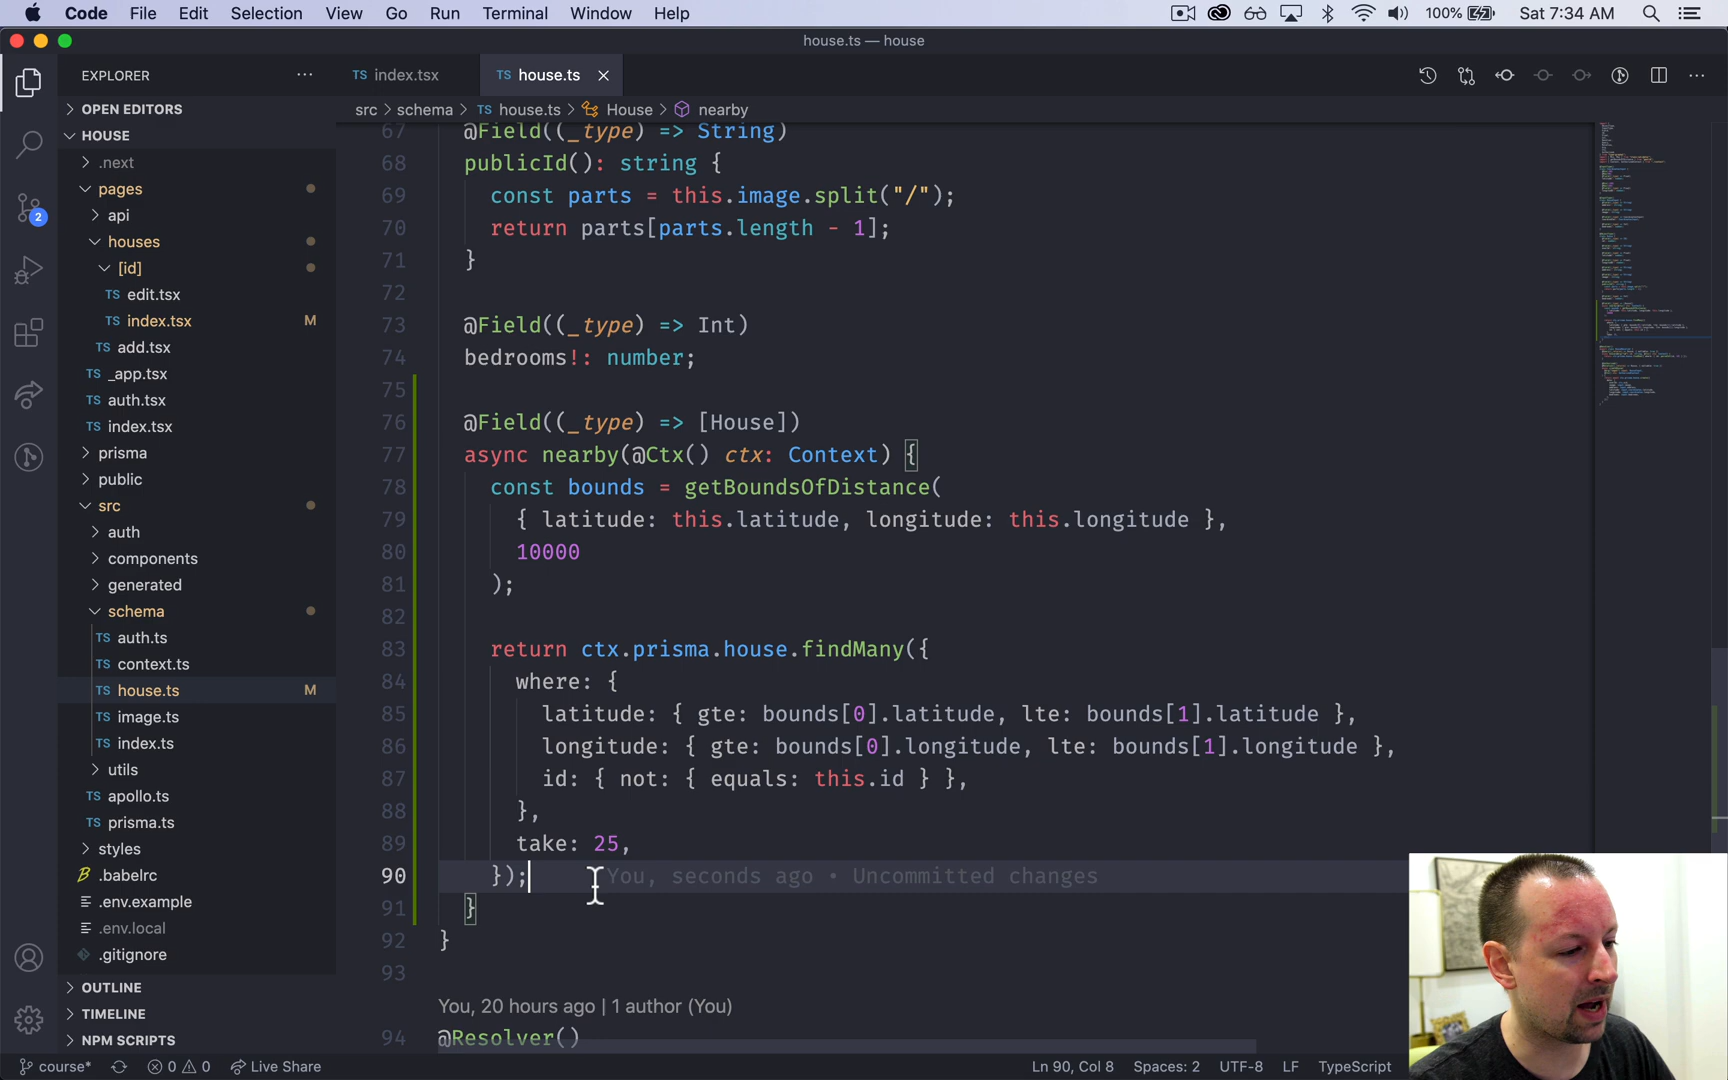 Code File Edit Selection View Go Run Terminal Window Help 100% Sat 7:34 AM
house.ts — house
EXPLORER ···
TS index.tsx
TS house.ts
OPEN EDITORS
HOUSE
src > schema > TS house.ts > House > nearby
.next
pages
api
houses
[id]
TS edit.tsx
TS index.tsx M
TS add.tsx
TS _app.tsx
TS auth.tsx
TS index.tsx
prisma
public
src
auth
components
generated
schema
TS auth.ts
TS context.ts
TS house.ts M
TS image.ts
TS index.ts
utils
TS apollo.ts
TS prisma.ts
styles
.babelrc
.env.example
.env.local
.gitignore
OUTLINE
TIMELINE
NPM SCRIPTS
2
67 @Field((_type) => String)
68 publicId(): string {
69 const parts = this.image.split("/");
70 return parts[parts.length - 1];
71 }
72
73 @Field((_type) => Int)
74 bedrooms!: number;
75
76 @Field((_type) => [House])
77 async nearby(@Ctx() ctx: Context) {
78 const bounds = getBoundsOfDistance(
79 { latitude: this.latitude, longitude: this.longitude },
80 10000
81 );
82
83 return ctx.prisma.house.findMany({
84 where: {
85 latitude: { gte: bounds[0].latitude, lte: bounds[1].latitude },
86 longitude: { gte: bounds[0].longitude, lte: bounds[1].longitude },
87 id: { not: { equals: this.id } },
88 },
89 take: 25,
90 }); You, seconds ago • Uncommitted changes
91 }
92 }
93
You, 20 hours ago | 1 author (You)
94 @Resolver()
course* 0 0 Live Share Ln 90, Col 8 Spaces: 2 UTF-8 LF TypeScript